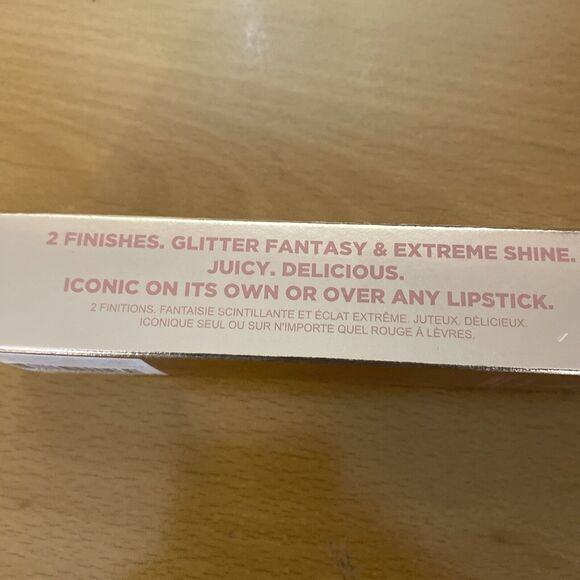 2 FINISHES. GLITTER FANTASY & EXTREME SHINE.
JUICY. DELICIOUS.
ICONIC ON ITS OWN OR OVER ANY LIPSTICK.
2 FINITIONS. FANTAISIE SCINTILLANTE ET ÉCLAT EXTRÊME. JUTEUX. DÉLICIEUX.
ICONIQUE SEUL OU SUR N'IMPORTE QUEL ROUGE À LÈVRES.